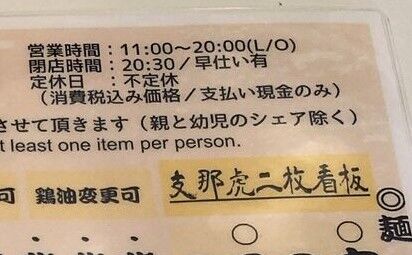 営業時間：11:00～20:00(L/O)
閉店時間：20:30／早仕い有
定休日　：不定休
（消費税込み価格／支払い現金のみ）
させて頂きます（親と幼児のシェア除く）
t least one item per person.
可
鶏油変更可
支那虎二枚看板
◎麺